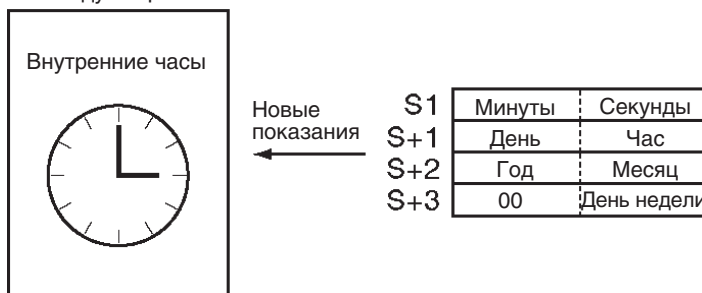 Внутренние часы
Новые
показания
S1 Минуты Секунды
S+1 День Час
S+2 Год Месяц
S+3 00 День недели